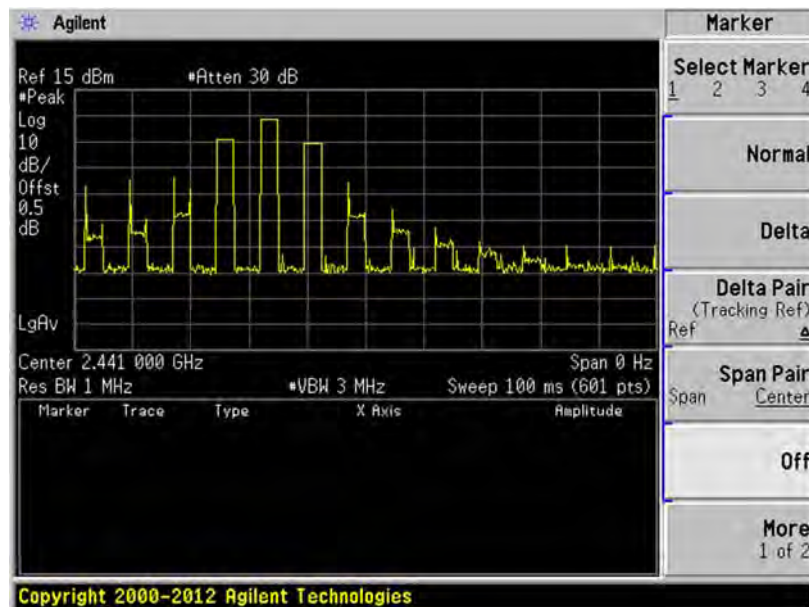 Agilent
Marker
Ref 15 dBm *Atten 30 dB
*Peak
Log
10
dB/
Offst
0.5
dB
LgAv
Center 2.441 000 GHz Span 0 Hz
Res BW 1 MHz *VBW 3 MHz Sweep 100 ms (601 pts)
Marker Trace Type X Axis Amplitude
Select Marker
1 2 3 4
Normal
Delta
Delta Pair
(Tracking Ref)
Ref Δ
Span Pair
Span Center
Off
More
1 of 2
Copyright 2000-2012 Agilent Technologies